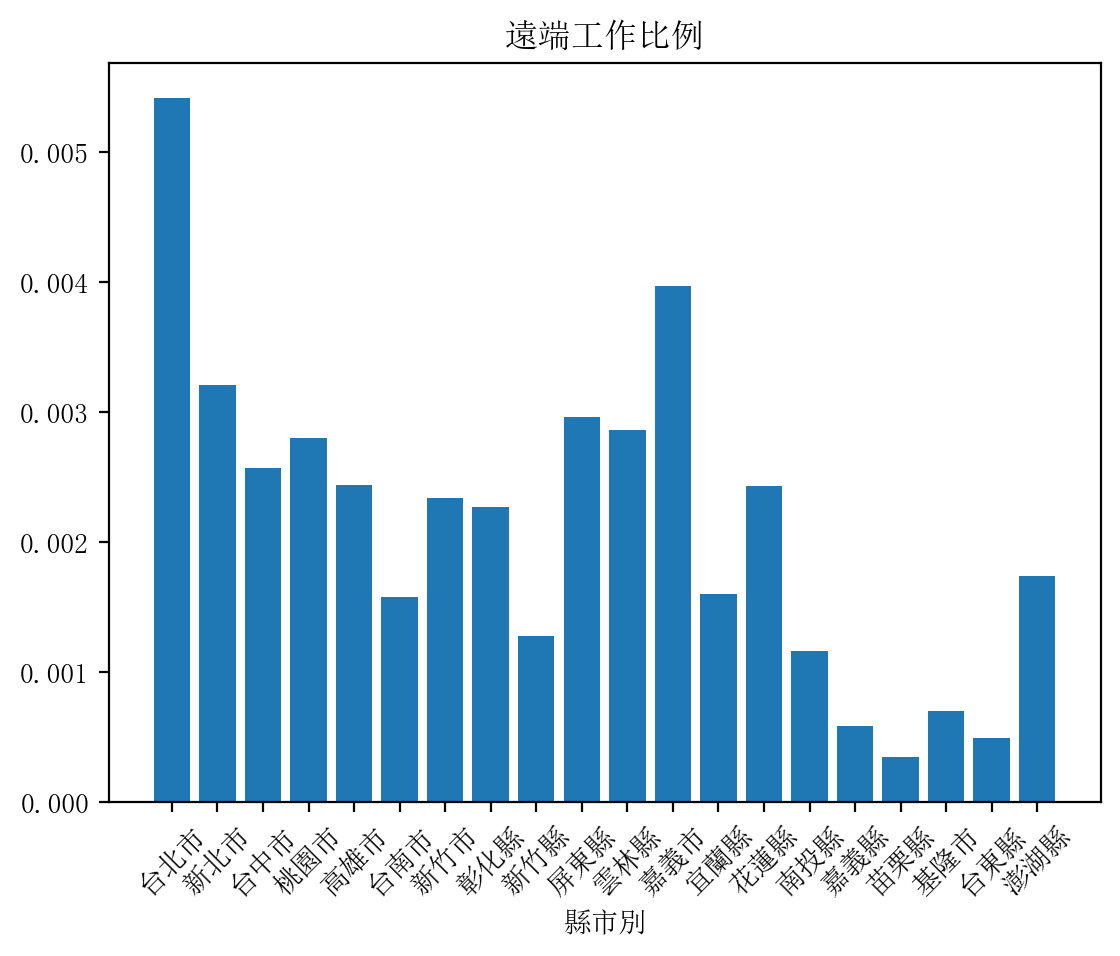 遠端工作比例
0.005
0.004
0.003
0.002
0.001
0.000
台北市
新北市
台中市
桃園市
高雄市
台南市
新竹市
彰化縣
新竹縣
屏東縣
雲林縣
嘉義市
宜蘭縣
花蓮縣
南投縣
嘉義縣
苗栗縣
基隆市
台東縣
澎湖縣
縣市別